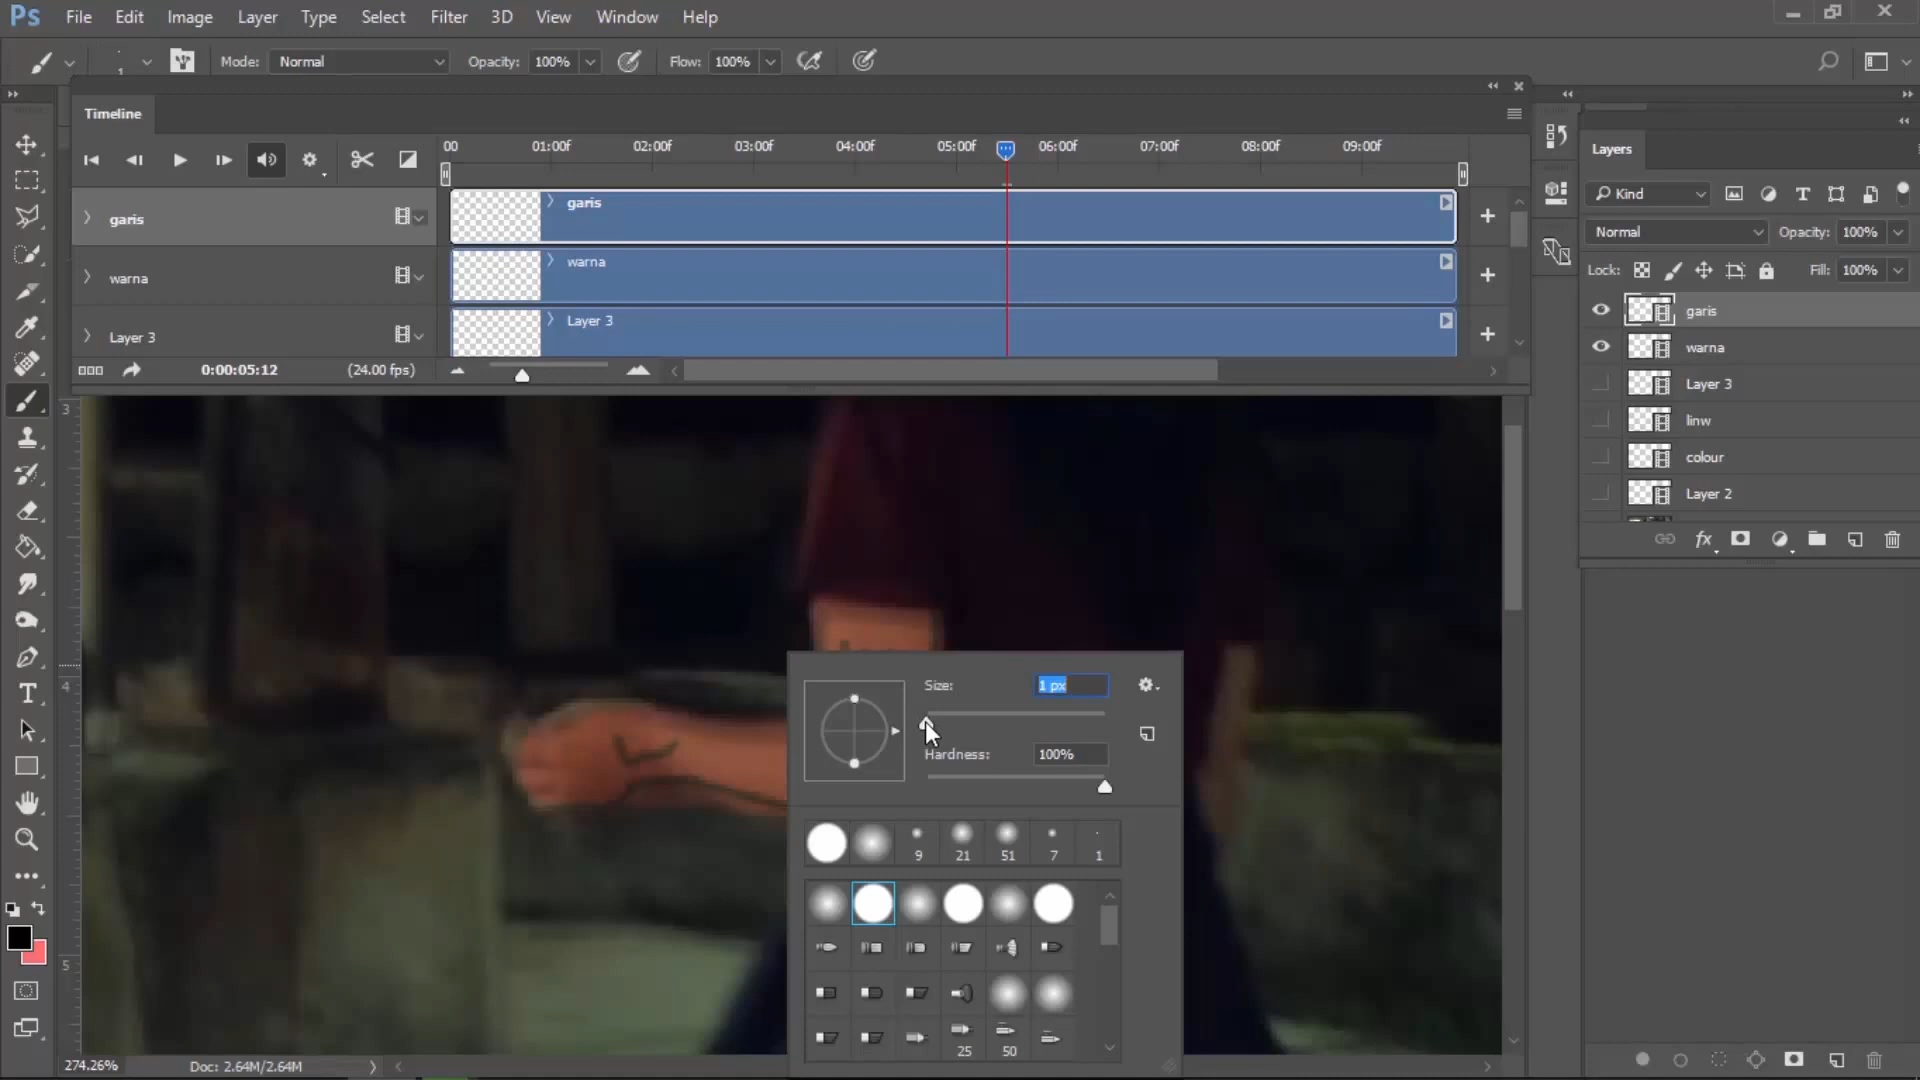 Ps File Edit Image Layer Type Select Filter 3D View Window Help
1 Mode: Normal Opacity: 100% Flow: 100%
Timeline
00 01:00f 02:00f 03:00f 04:00f 05:00f 06:00f 07:00f 08:00f 09:00f
garis garis
warna warna
Layer 3 Layer 3
0:00:05:12 (24.00 fps)
Layers
Kind
Normal Opacity: 100%
Lock: Fill: 100%
garis
warna
Layer 3
linw
colour
Layer 2
3
4
5
Size: 1 px
Hardness: 100%
9 21 51 7 1
25 50
274.26% Doc: 2.64M/2.64M